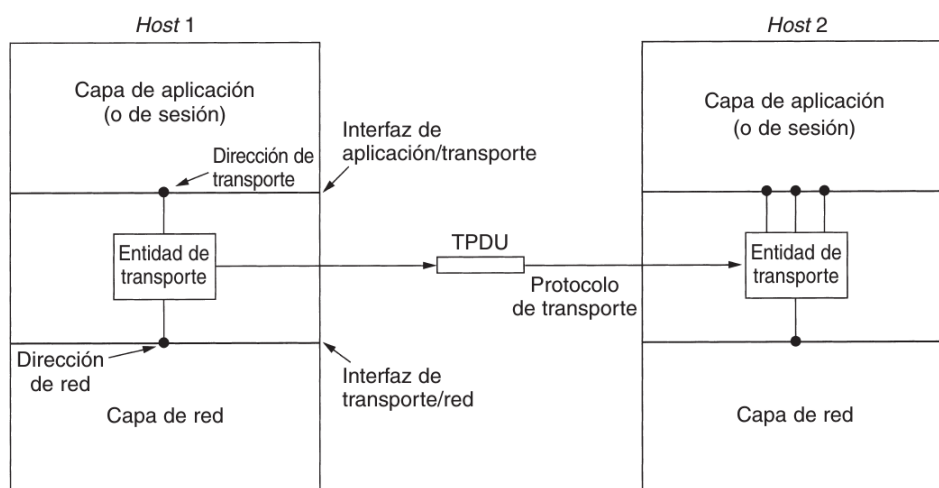 Host 1
Host 2
Capa de aplicación
(o de sesión)
Dirección de
transporte
Interfaz de
aplicación/transporte
Capa de aplicación
(o de sesión)
Entidad de
transporte
TPDU
Protocolo
de transporte
Entidad de
transporte
Dirección
de red
Interfaz de
transporte/red
Capa de red
Capa de red